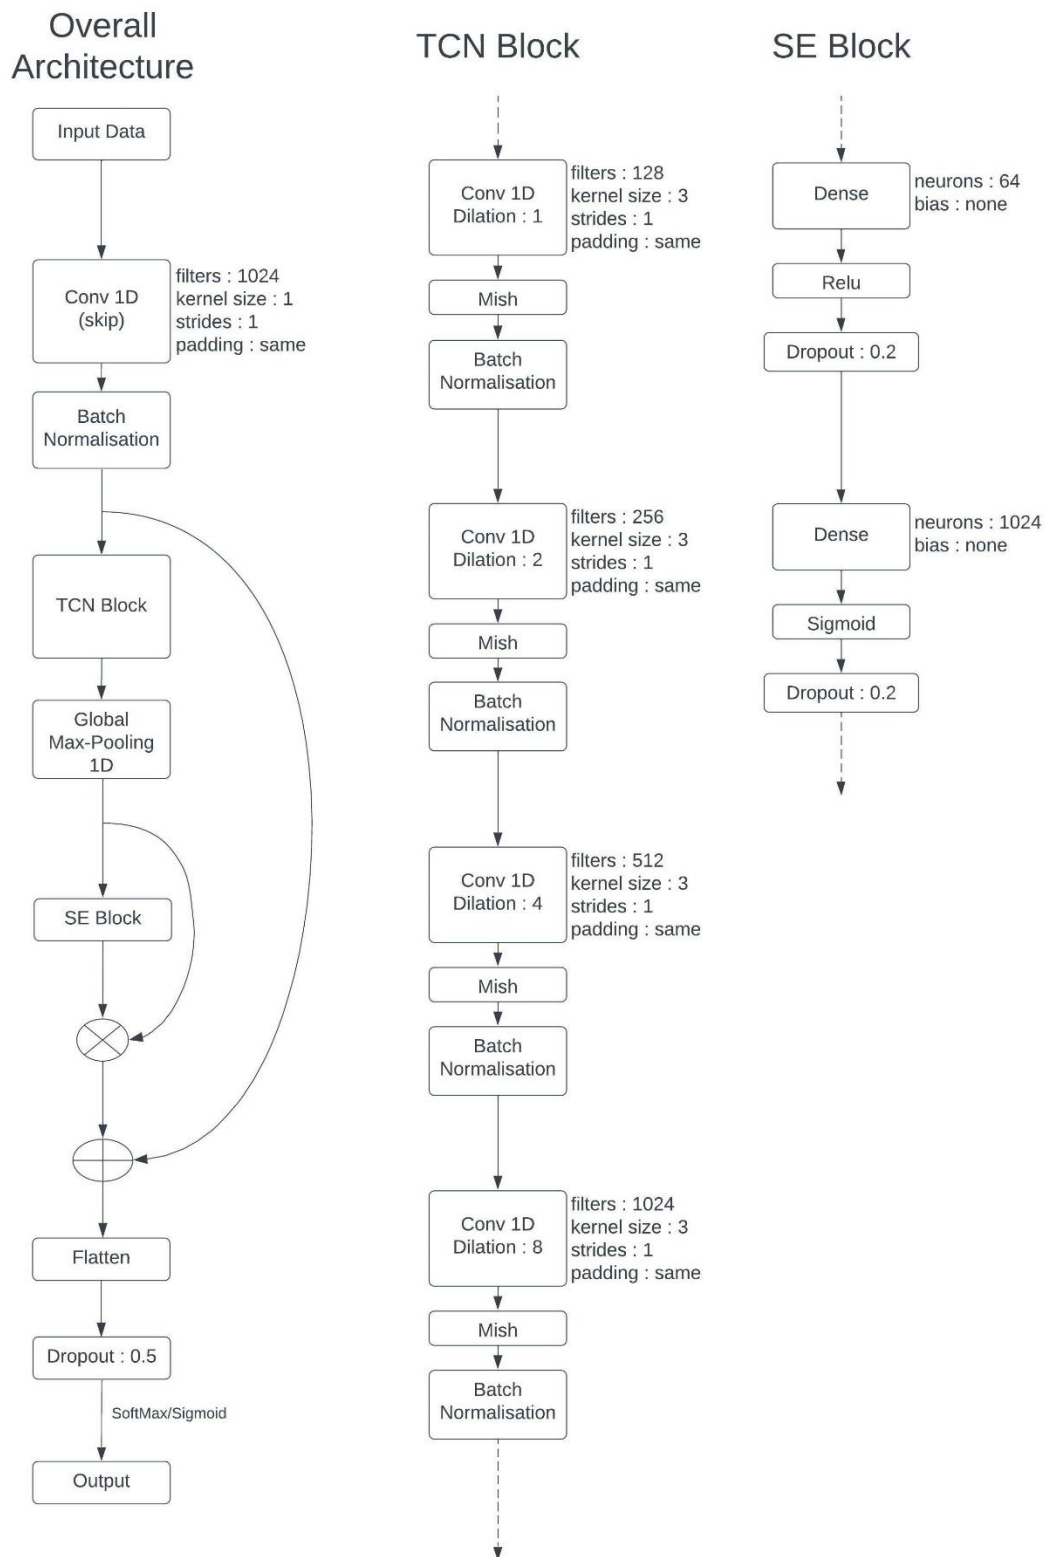 Overall
Architecture
Input Data
Conv 1D
(skip)
filters : 1024
kernel size : 1
strides : 1
padding : same
Batch
Normalisation
TCN Block
Global
Max-Pooling
1D
SE Block
Flatten
Dropout : 0.5
SoftMax/Sigmoid
Output
TCN Block
Conv 1D
Dilation : 1
filters : 128
kernel size : 3
strides : 1
padding : same
Mish
Batch
Normalisation
Conv 1D
Dilation : 2
filters : 256
kernel size : 3
strides : 1
padding : same
Mish
Batch
Normalisation
Conv 1D
Dilation : 4
filters : 512
kernel size : 3
strides : 1
padding : same
Mish
Batch
Normalisation
Conv 1D
Dilation : 8
filters : 1024
kernel size : 3
strides : 1
padding : same
Mish
Batch
Normalisation
SE Block
Dense
neurons : 64
bias : none
Relu
Dropout : 0.2
Dense
neurons : 1024
bias : none
Sigmoid
Dropout : 0.2